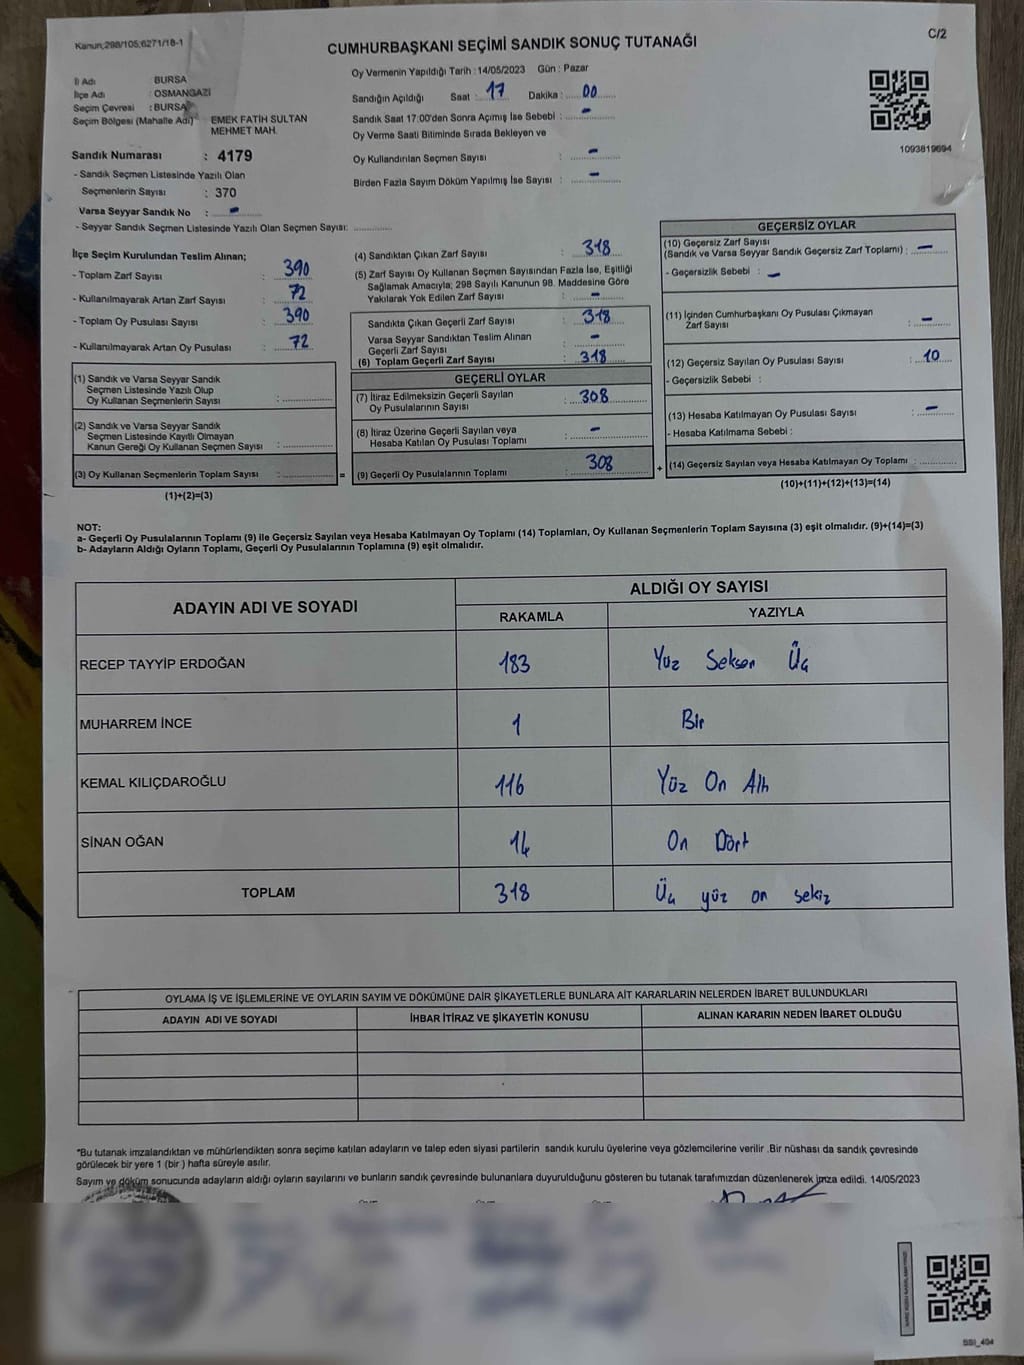 Kanun;298/105;6271/18-1
CUMHURBAŞKANI SEÇİMİ SANDIK SONUÇ TUTANAĞI
C/2
İl Adı BURSA
İlçe Adı : OSMANGAZİ
Seçim Çevresi : BURSA
Seçim Bölgesi (Mahalle Adı) EMEK FATİH SULTAN
MEHMET MAH.
Sandık Numarası : 4179
- Sandık Seçmen Listesinde Yazılı Olan
Seçmenlerin Sayısı : 370
Varsa Seyyar Sandık No : -
- Seyyar Sandık Seçmen Listesinde Yazılı Olan Seçmen Sayısı: ............
Oy Vermenin Yapıldığı Tarih : 14/05/2023 Gün : Pazar
Sandığın Açıldığı Saat : 17 Dakika : 00
Sandık Saat 17:00'den Sonra Açımış İse Sebebi : -
Oy Verme Saati Bitiminde Sırada Bekleyen ve
Oy Kullandırılan Seçmen Sayısı : -
Birden Fazla Sayım Döküm Yapılmış İse Sayısı : -
1093819694
İlçe Seçim Kurulundan Teslim Alınan;
- Toplam Zarf Sayısı : 390
- Kullanılmayarak Artan Zarf Sayısı : 72
- Toplam Oy Pusulası Sayısı : 390
- Kullanılmayarak Artan Oy Pusulası : 72
(1) Sandık ve Varsa Seyyar Sandık
Seçmen Listesinde Yazılı Olup
Oy Kullanan Seçmenlerin Sayısı : ............
(2) Sandık ve Varsa Seyyar Sandık
Seçmen Listesinde Kayıtlı Olmayan
Kanun Gereği Oy Kullanan Seçmen Sayısı : ............
(3) Oy Kullanan Seçmenlerin Toplam Sayısı : ............ =
(1)+(2)=(3)
(4) Sandıktan Çıkan Zarf Sayısı : 318
(5) Zarf Sayısı Oy Kullanan Seçmen Sayısından Fazla İse, Eşitliği
Sağlamak Amacıyla; 298 Sayılı Kanunun 98. Maddesine Göre
Yakılarak Yok Edilen Zarf Sayısı : -
Sandıkta Çıkan Geçerli Zarf Sayısı : 318
Varsa Seyyar Sandıktan Teslim Alınan
Geçerli Zarf Sayısı : -
(6) Toplam Geçerli Zarf Sayısı : 318
GEÇERLİ OYLAR
(7) İtiraz Edilmeksizin Geçerli Sayılan
Oy Pusulalarının Sayısı : 308
(8) İtiraz Üzerine Geçerli Sayılan veya
Hesaba Katılan Oy Pusulası Toplamı : -
(9) Geçerli Oy Pusulalarının Toplamı : 308 +
GEÇERSİZ OYLAR
(10) Geçersiz Zarf Sayısı
(Sandık ve Varsa Seyyar Sandık Geçersiz Zarf Toplamı) : -
- Geçersizlik Sebebi : -
(11) İçinden Cumhurbaşkanı Oy Pusulası Çıkmayan
Zarf Sayısı : -
(12) Geçersiz Sayılan Oy Pusulası Sayısı : 10
- Geçersizlik Sebebi :
(13) Hesaba Katılmayan Oy Pusulası Sayısı : -
- Hesaba Katılmama Sebebi :
(14) Geçersiz Sayılan veya Hesaba Katılmayan Oy Toplamı : ............
(10)+(11)+(12)+(13)=(14)
NOT:
a- Geçerli Oy Pusulalarının Toplamı (9) ile Geçersiz Sayılan veya Hesaba Katılmayan Oy Toplamı (14) Toplamları, Oy Kullanan Seçmenlerin Toplam Sayısına (3) eşit olmalıdır. (9)+(14)=(3)
b- Adayların Aldığı Oyların Toplamı, Geçerli Oy Pusulalarının Toplamına (9) eşit olmalıdır.
ADAYIN ADI VE SOYADI ALDIĞI OY SAYISI
RAKAMLA YAZIYLA
RECEP TAYYİP ERDOĞAN 183 Yüz Seksen Üç
MUHARREM İNCE 1 Bir
KEMAL KILIÇDAROĞLU 116 Yüz On Altı
SİNAN OĞAN 14 On Dört
TOPLAM 318 Üç yüz on sekiz
OYLAMA İŞ VE İŞLEMLERİNE VE OYLARIN SAYIM VE DÖKÜMÜNE DAİR ŞİKAYETLERLE BUNLARA AİT KARARLARIN NELERDEN İBARET BULUNDUKLARI
ADAYIN ADI VE SOYADI İHBAR İTİRAZ VE ŞİKAYETİN KONUSU ALINAN KARARIN NEDEN İBARET OLDUĞU
*Bu tutanak imzalandıktan ve mühürlendikten sonra seçime katılan adayların ve talep eden siyasi partilerin sandık kurulu üyelerine veya gözlemcilerine verilir .Bir nüshası da sandık çevresinde
görülecek bir yere 1 (bir ) hafta süreyle asılır.
Sayım ve döküm sonucunda adayların aldığı oyların sayılarını ve bunların sandık çevresinde bulunanlara duyurulduğunu gösteren bu tutanak tarafımızdan düzenlenerek imza edildi. 14/05/2023
SSI_404